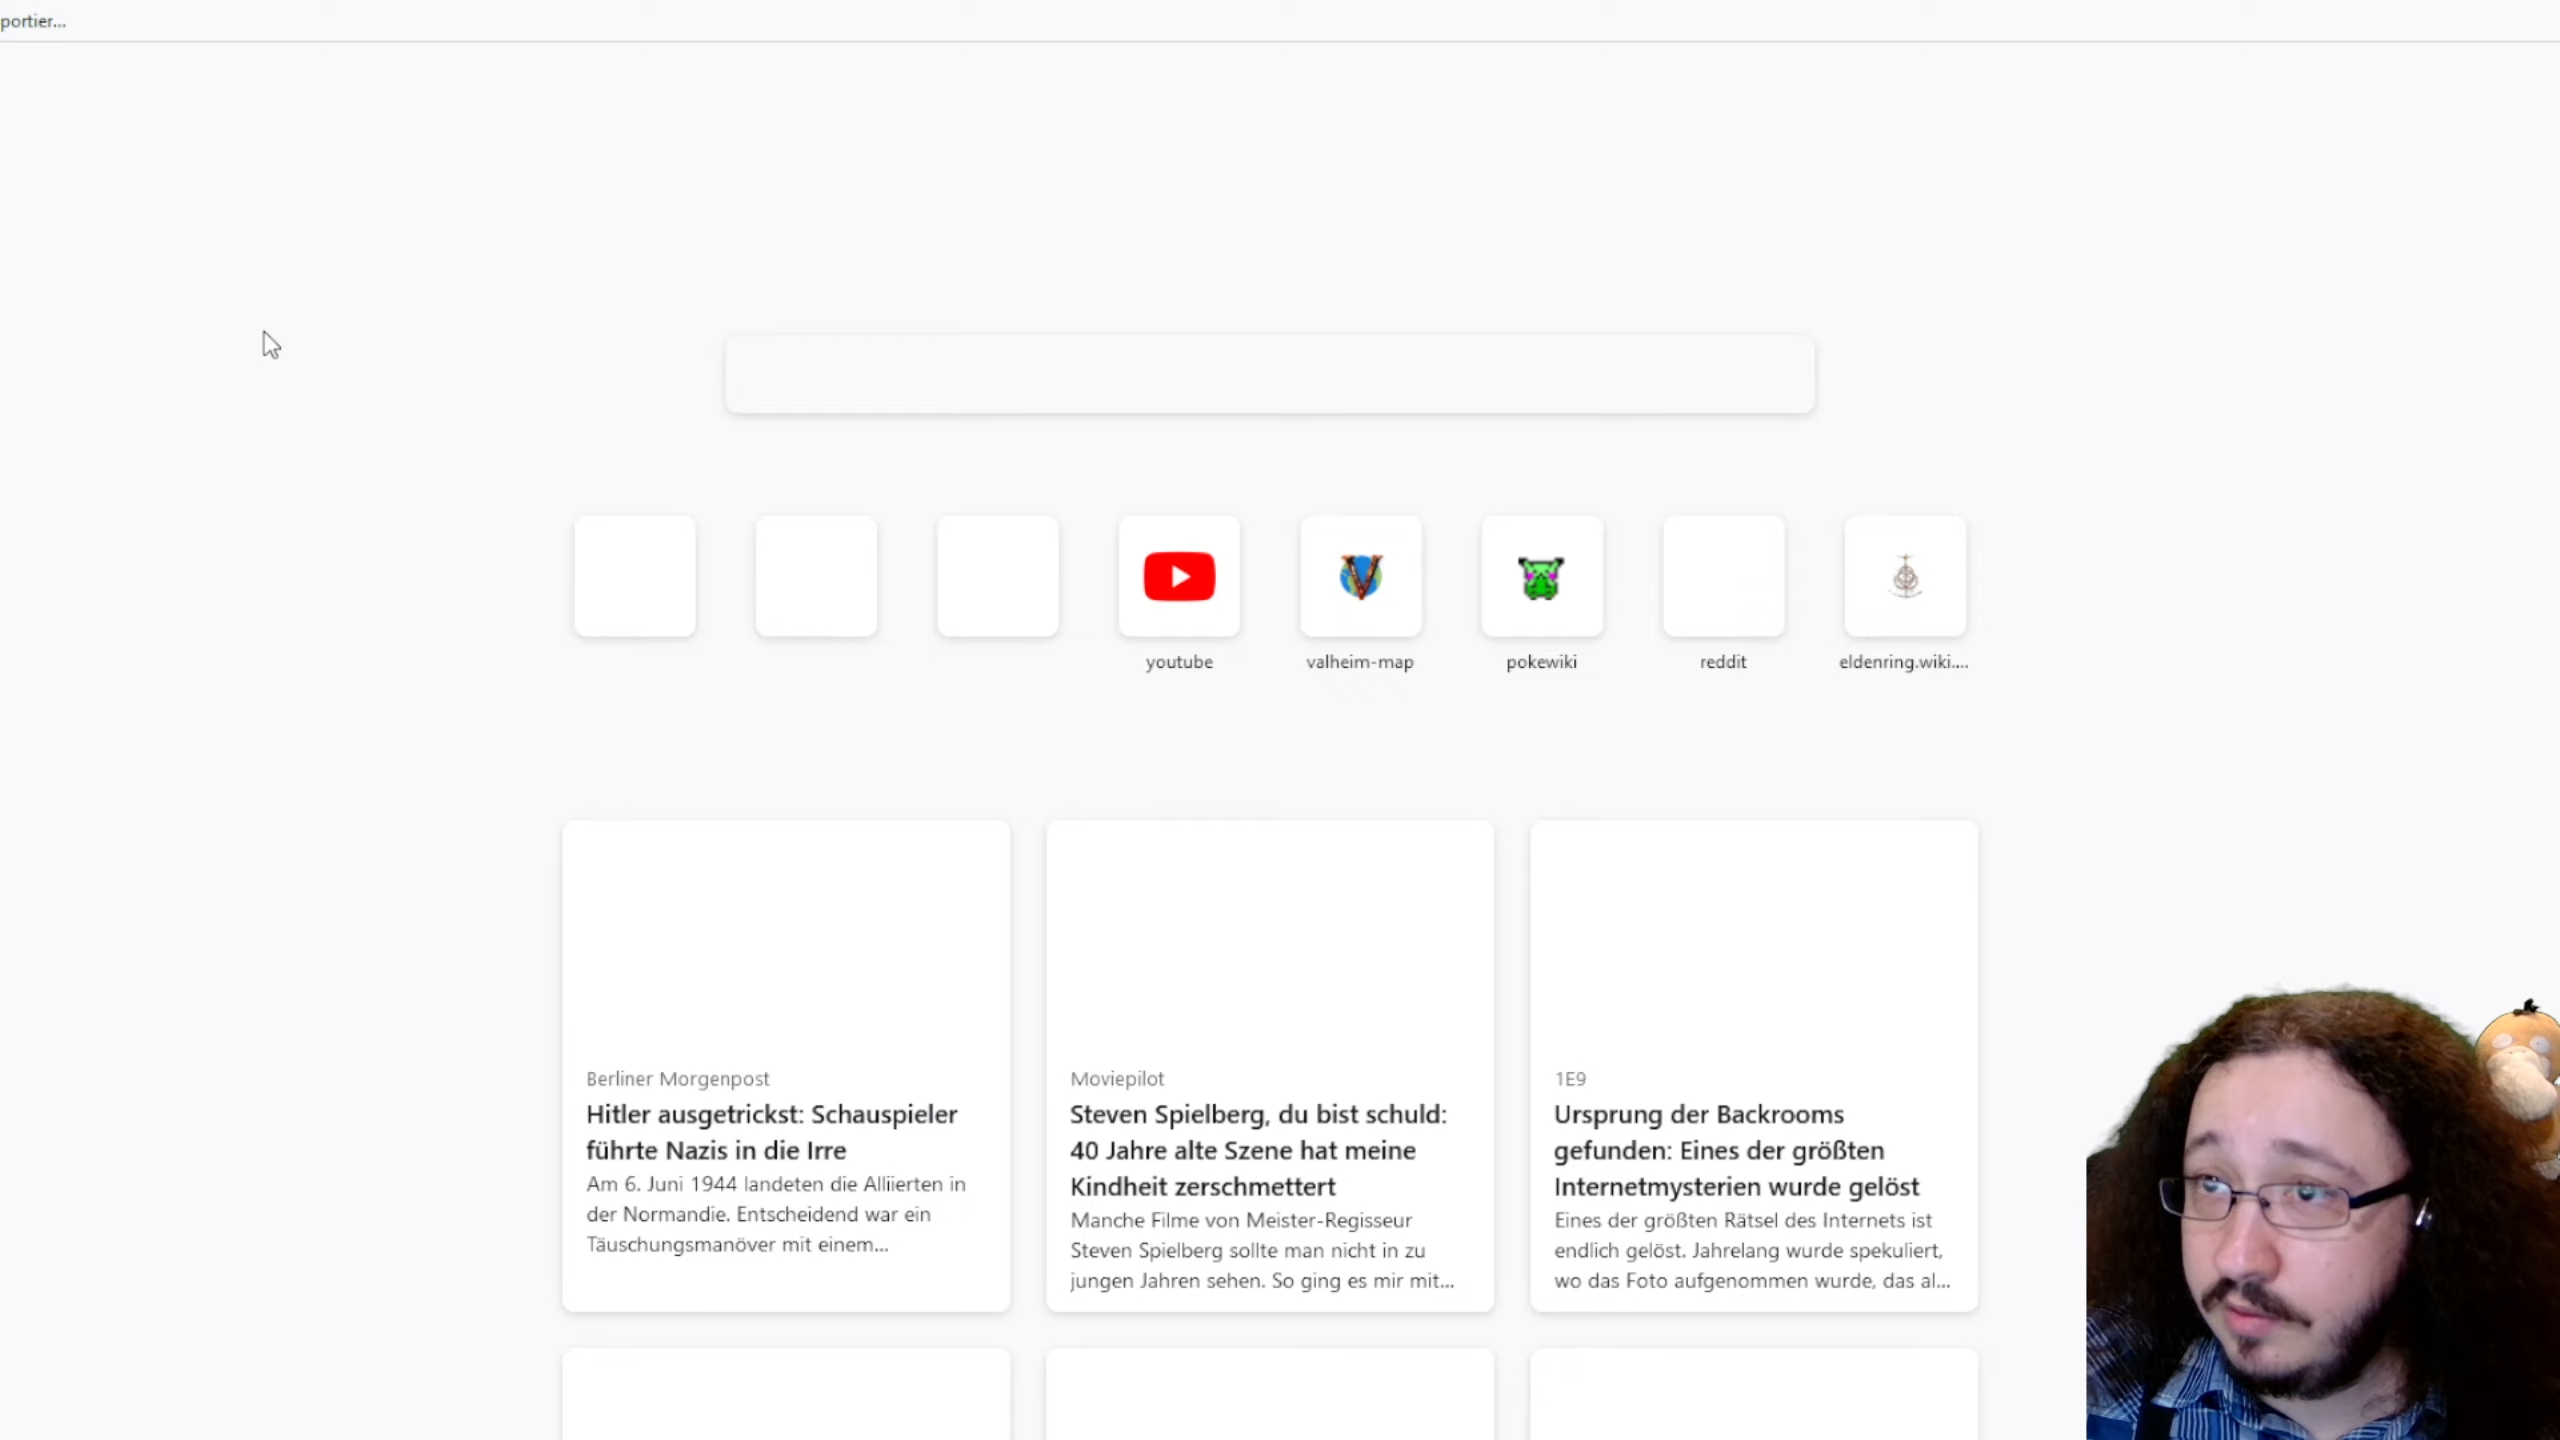 portier...
youtube
valheim-map
pokewiki
reddit
eldenring.wiki....
Berliner Morgenpost
Hitler ausgetrickst: Schauspieler
führte Nazis in die Irre
Am 6. Juni 1944 landeten die Alliierten in
der Normandie. Entscheidend war ein
Täuschungsmanöver mit einem...
Moviepilot
Steven Spielberg, du bist schuld:
40 Jahre alte Szene hat meine
Kindheit zerschmettert
Manche Filme von Meister-Regisseur
Steven Spielberg sollte man nicht in zu
jungen Jahren sehen. So ging es mir mit...
1E9
Ursprung der Backrooms
gefunden: Eines der größten
Internetmysterien wurde gelöst
Eines der größten Rätsel des Internets ist
endlich gelöst. Jahrelang wurde spekuliert,
wo das Foto aufgenommen wurde, das al...